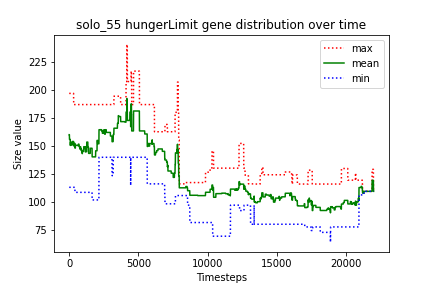 solo_55 hungerLimit gene distribution over time
max
mean
min
Size value
225
200
175
150
125
100
75
0
5000
10000
15000
20000
Timesteps